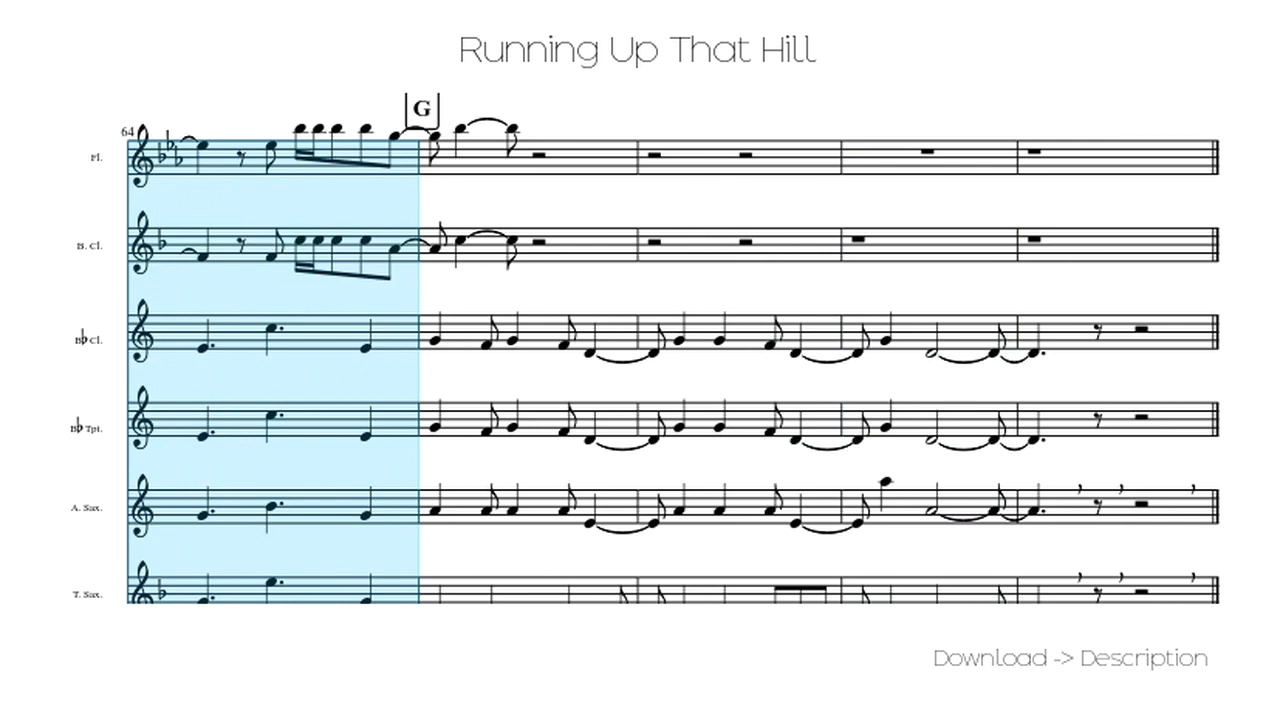 Running Up That Hill
G
64
Fl.
B. Cl.
B♭ Cl.
B♭ Tpt.
A. Sax.
T. Sax.
Download -> Description